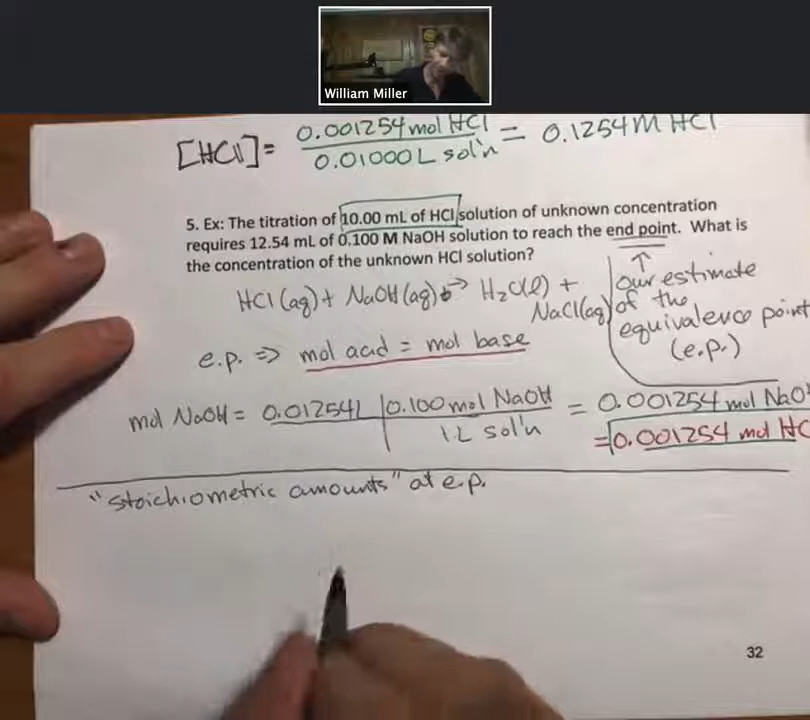 William Miller
[HCl] = 0.001254 mol HCl / 0.01000 L sol'n = 0.1254 M HCl
5. Ex: The titration of 10.00 mL of HCl solution of unknown concentration
requires 12.54 mL of 0.100 M NaOH solution to reach the end point. What is
the concentration of the unknown HCl solution?
HCl(aq) + NaOH(aq) → H2O(l) +
NaCl(aq)
↑
our estimate
of the
equivalence point
(e.p.)
e.p. => mol acid = mol base
mol NaOH = 0.01254L | 0.100 mol NaOH / 1 L sol'n = 0.001254 mol NaO
= 0.001254 mol HC
"stoichiometric amounts" at e.p.
32